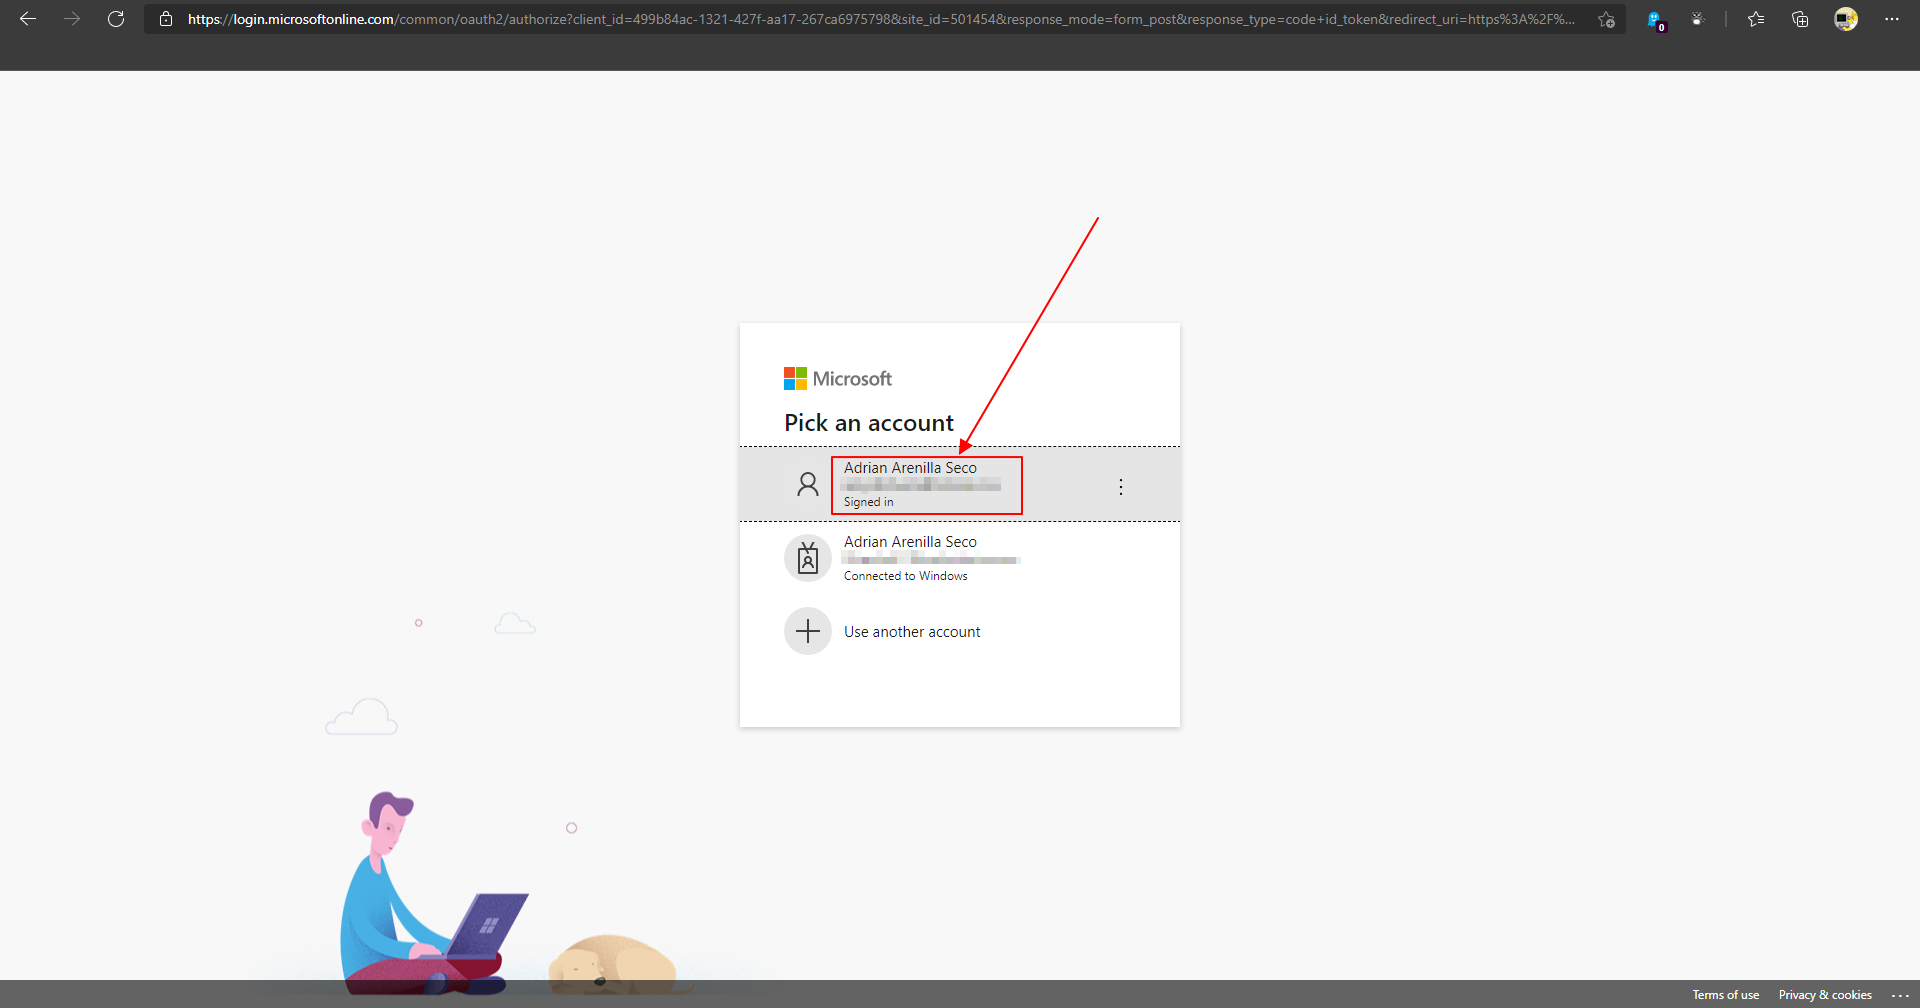 https://login.microsoftonline.com/common/oauth2/authorize?client_id=499b84ac-1321-427f-aa17-267ca6975798&site_id=501454&response_mode=form_post&response_type=code+id_token&redirect_uri=https%3A%2F%...
0
Microsoft
Pick an account
Adrian Arenilla Seco
Signed in
Adrian Arenilla Seco
Connected to Windows
Use another account
Terms of use Privacy & cookies ...